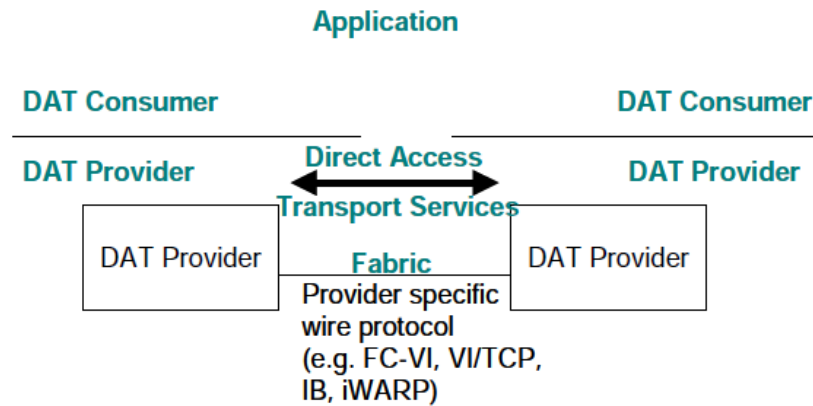 Application
DAT Consumer
DAT Consumer
DAT Provider
Direct Access
DAT Provider
Transport Services
DAT Provider
Fabric
DAT Provider
Provider specific
wire protocol
(e.g. FC-VI, VI/TCP,
IB, iWARP)